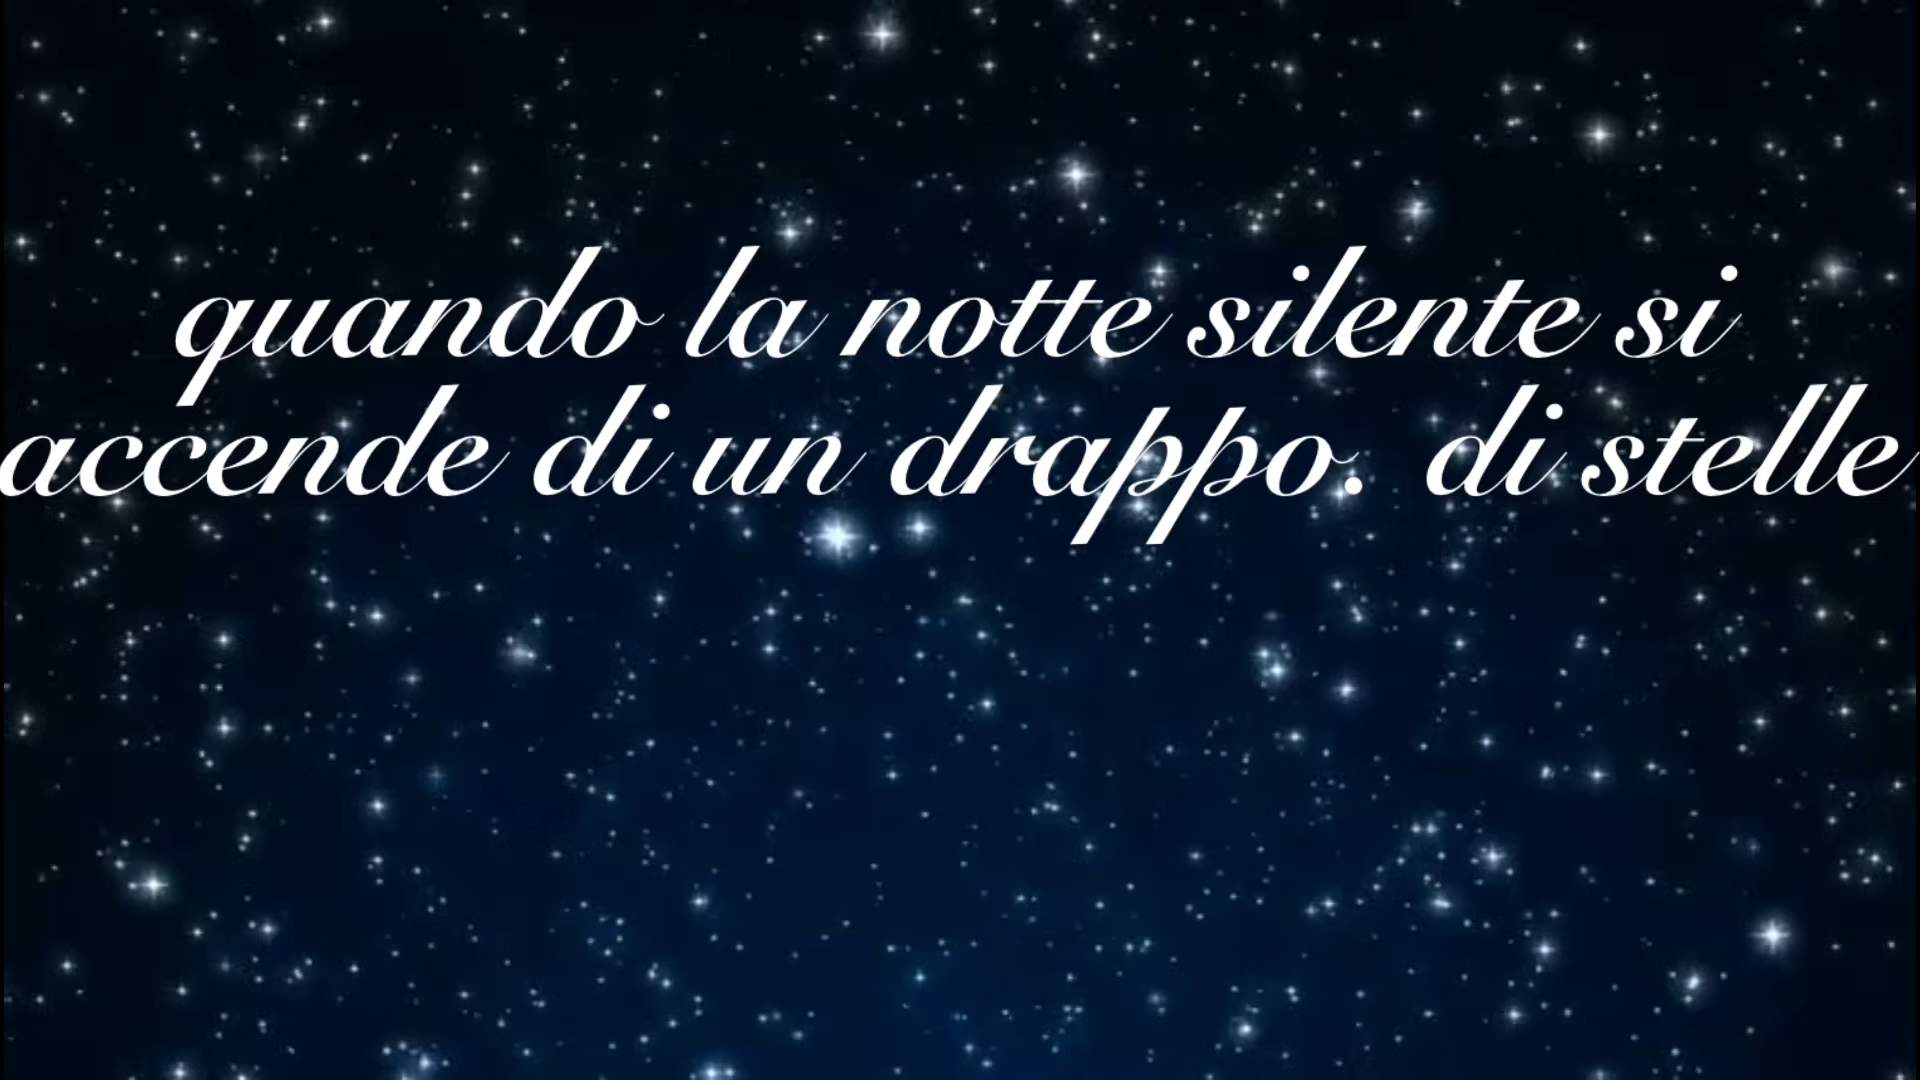 quando la notte silente si
accende di un drappo. di stelle